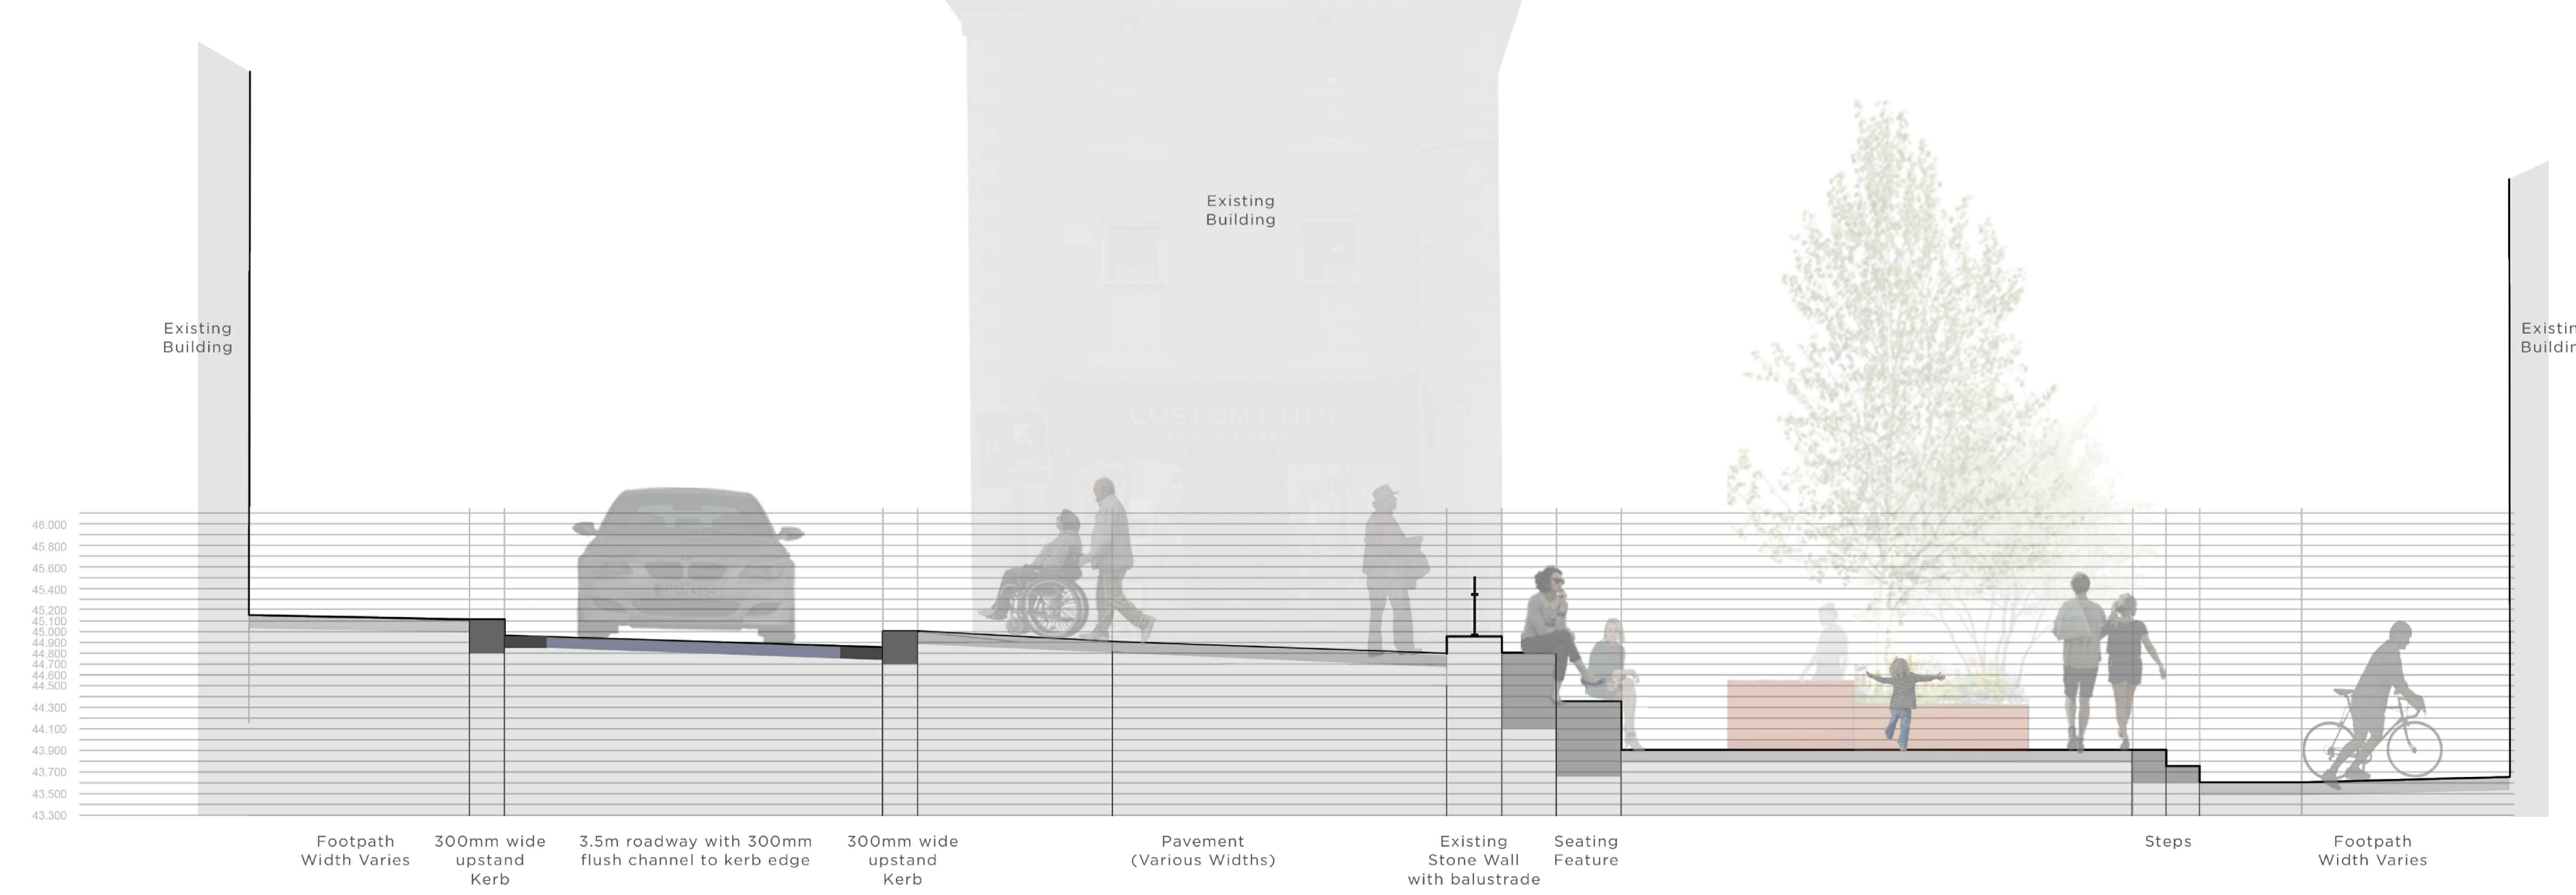 Existing
Building
Existing
Building
Existin
Buildin
CUSTOM CUTS
P
46.000
45.800
45.600
45.400
45.200
45.100
45.000
44.900
44.800
44.700
44.600
44.500
44.300
44.100
43.900
43.700
43.500
43.300
Footpath
Width Varies
300mm wide
upstand
Kerb
3.5m roadway with 300mm
flush channel to kerb edge
300mm wide
upstand
Kerb
Pavement
(Various Widths)
Existing
Stone Wall
with balustrade
Seating
Feature
Steps
Footpath
Width Varies